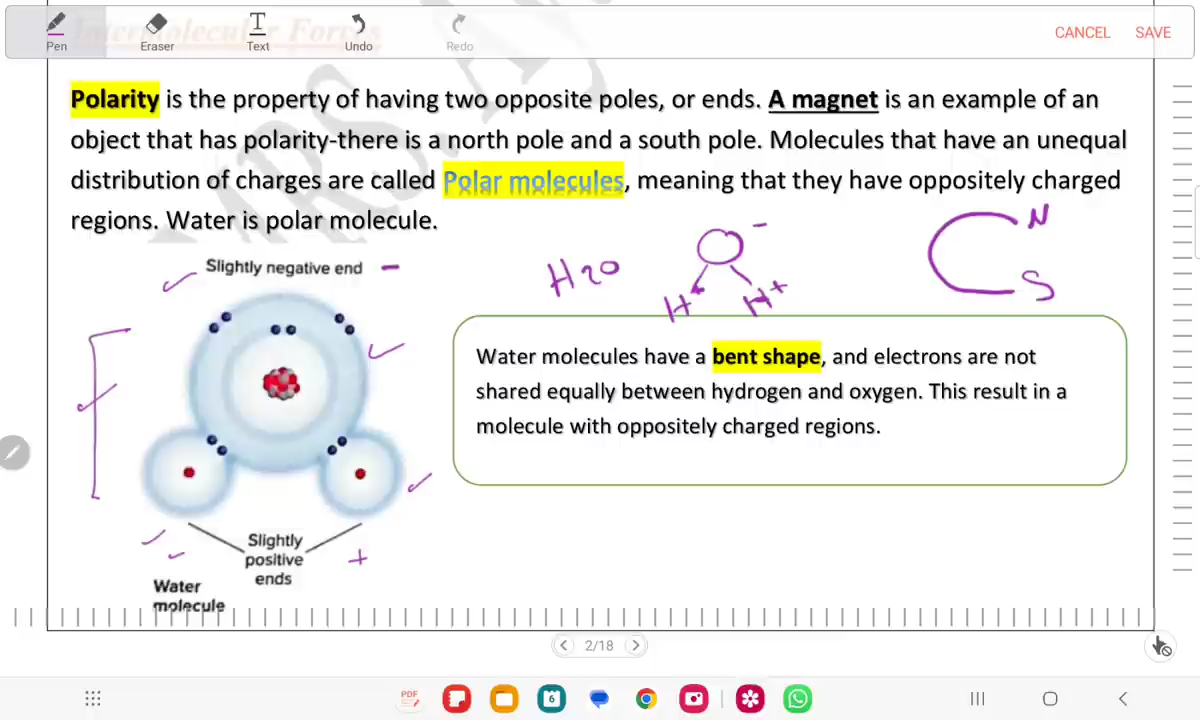 Intermolecular Forces
Pen
Eraser
T
Text
Undo
Redo
CANCEL
SAVE
Polarity is the property of having two opposite poles, or ends. A magnet is an example of an
object that has polarity-there is a north pole and a south pole. Molecules that have an unequal
distribution of charges are called Polar molecules, meaning that they have oppositely charged
regions. Water is polar molecule.
Slightly negative end -
H2O
O -
H
H+
N
S
Water molecules have a bent shape, and electrons are not
shared equally between hydrogen and oxygen. This result in a
molecule with oppositely charged regions.
Slightly
positive
ends
+
Water
molecule
2/18
PDF
6